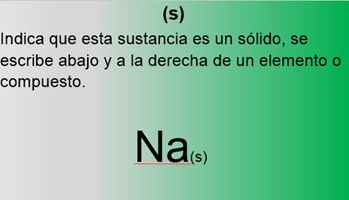 (s)
Indica que esta sustancia es un sólido, se
escribe abajo y a la derecha de un elemento o
compuesto.
Na(s)